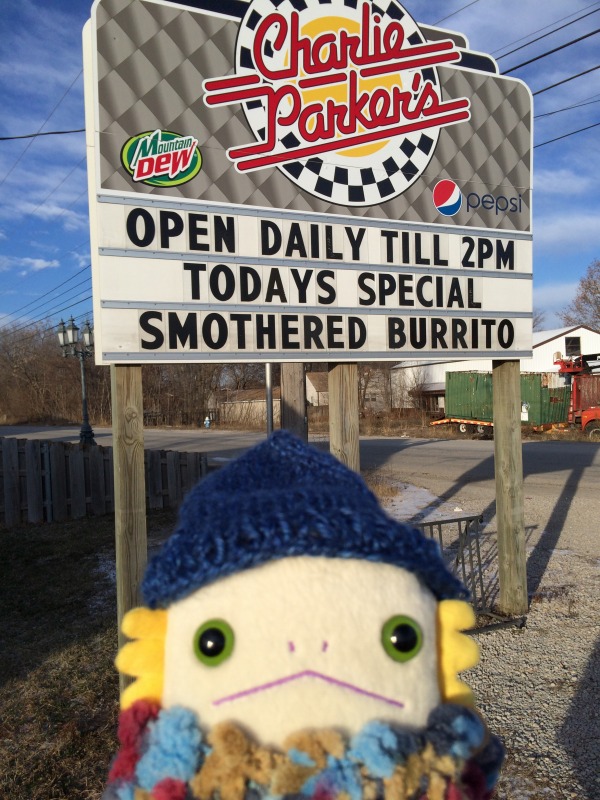 Charlie
Parker's
Mountain
Dew
pepsi
OPEN DAILY TILL 2PM
TODAYS SPECIAL
SMOTHERED BURRITO